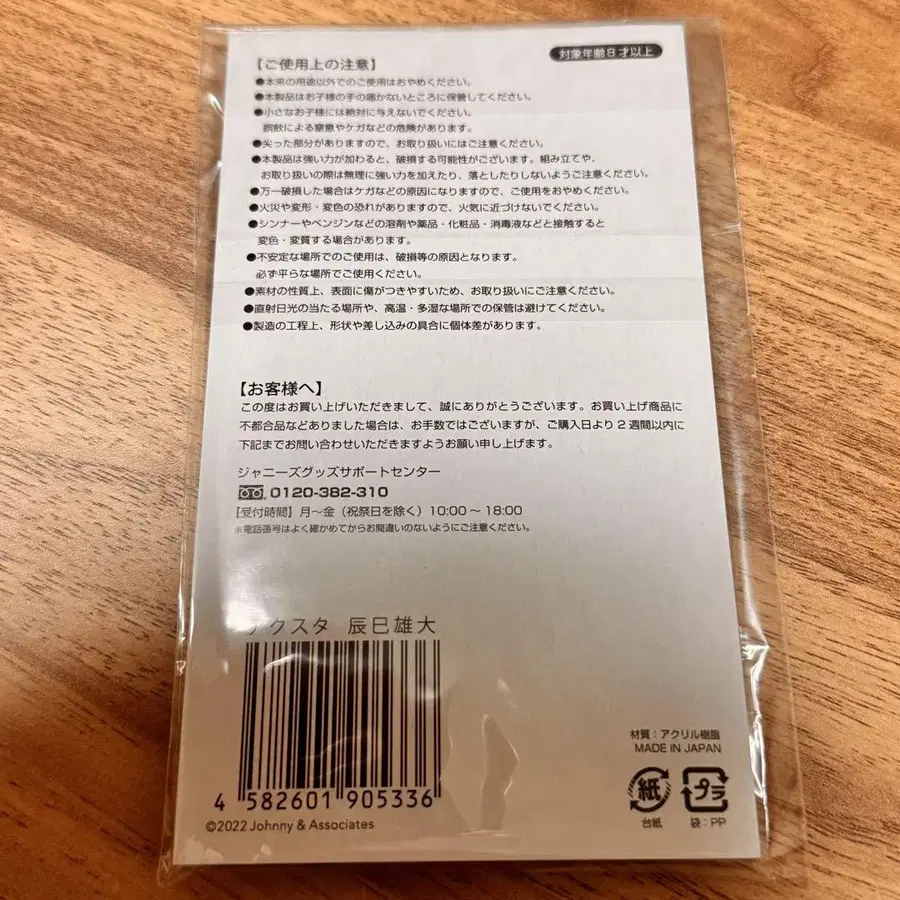 対象年齢8才以上
【ご使用上の注意】
●本来の用途以外でのご使用はおやめください。
●本製品はお子様の手の届かないところに保管してください。
●小さなお子様には絶対に与えないでください。
誤飲による窒息やケガなどの危険があります。
●尖った部分がありますので、お取り扱いにはご注意ください。
●本製品は強い力が加わると、破損する可能性がございます。組み立てや、
お取り扱いの際は無理に強い力を加えたり、落としたりしないようご注意ください。
●万一破損した場合はケガなどの原因になりますので、ご使用をおやめください。
●火災や変形・変色の恐れがありますので、火気に近づけないでください。
●シンナーやベンジンなどの溶剤や薬品・化粧品・消毒液などと接触すると
変色・変質する場合があります。
●不安定な場所でのご使用は、破損等の原因となります。
必ず平らな場所でご使用ください。
●素材の性質上、表面に傷がつきやすいため、お取り扱いにご注意ください。
●直射日光の当たる場所や、高温・多湿な場所での保管は避けてください。
●製造の工程上、形状や差し込みの具合に個体差があります。
【お客様へ】
この度はお買い上げいただきまして、誠にありがとうございます。お買い上げ商品に
不都合品などありました場合は、お手数ではございますが、ご購入日より2週間以内に
下記までお問い合わせいただきますようお願い申し上げます。
ジャニーズグッズサポートセンター
0120-382-310
【受付時間】月〜金（祝祭日を除く）10:00〜18:00
※電話番号はよく確かめてからお間違いのないようにご注意ください。
アクスタ 辰巳雄大
4 582601 905336
©2022 Johnny & Associates
材質：アクリル樹脂
MADE IN JAPAN
紙 プラ
台紙 袋：PP